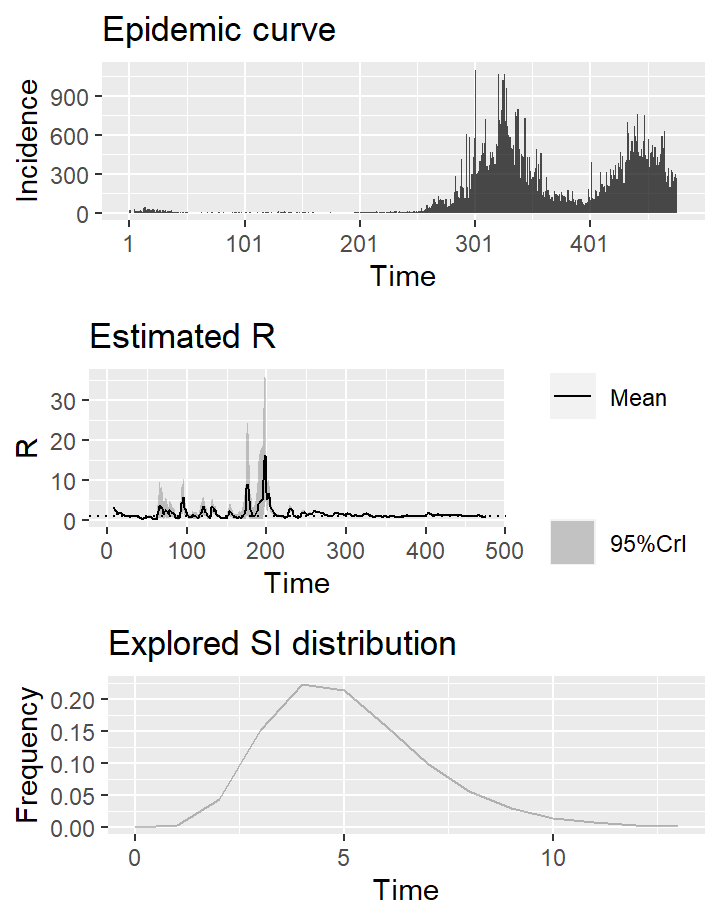 Epidemic curve
Incidence
900
600
300
0
1 101 201 301 401
Time
Estimated R
R
30
20
10
0
0 100 200 300 400 500
Time
Mean
95%CrI
Explored SI distribution
Frequency
0.20
0.15
0.10
0.05
0.00
0 5 10
Time